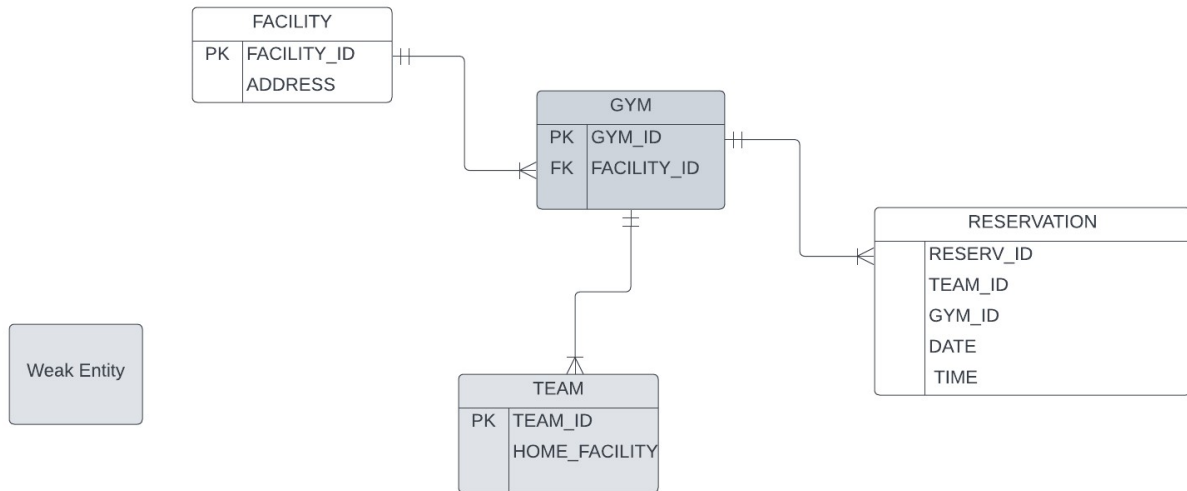 FACILITY
PK FACILITY_ID
ADDRESS
GYM
PK GYM_ID
FK FACILITY_ID
RESERVATION
RESERV_ID
TEAM_ID
GYM_ID
DATE
TIME
Weak Entity
TEAM
PK TEAM_ID
HOME_FACILITY